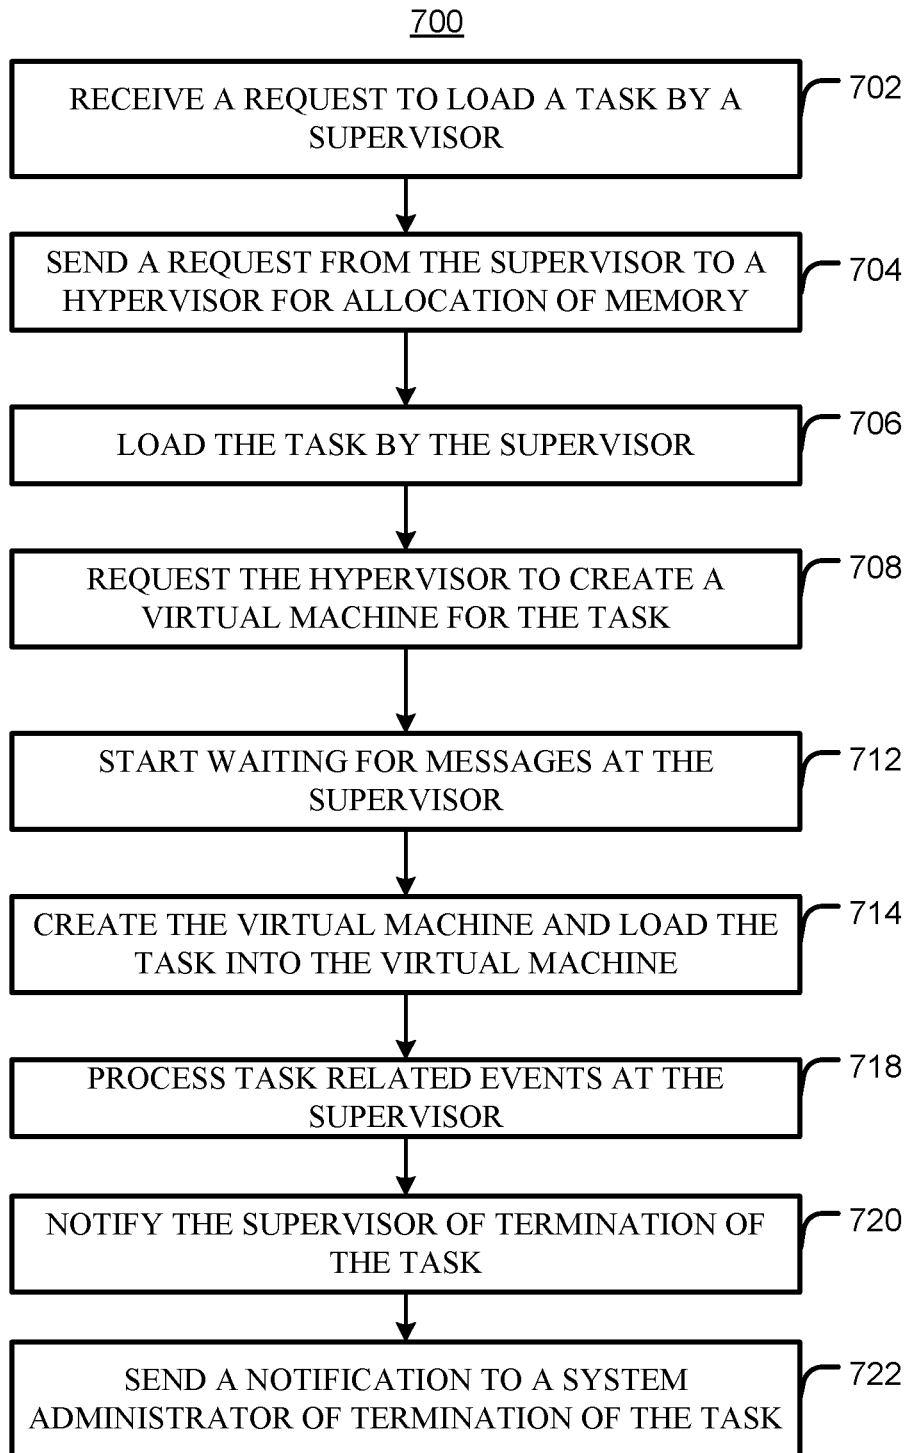 700
RECEIVE A REQUEST TO LOAD A TASK BY A
SUPERVISOR
702
SEND A REQUEST FROM THE SUPERVISOR TO A
HYPERVISOR FOR ALLOCATION OF MEMORY
704
LOAD THE TASK BY THE SUPERVISOR
706
REQUEST THE HYPERVISOR TO CREATE A
VIRTUAL MACHINE FOR THE TASK
708
START WAITING FOR MESSAGES AT THE
SUPERVISOR
712
CREATE THE VIRTUAL MACHINE AND LOAD THE
TASK INTO THE VIRTUAL MACHINE
714
PROCESS TASK RELATED EVENTS AT THE
SUPERVISOR
718
NOTIFY THE SUPERVISOR OF TERMINATION OF
THE TASK
720
SEND A NOTIFICATION TO A SYSTEM
ADMINISTRATOR OF TERMINATION OF THE TASK
722